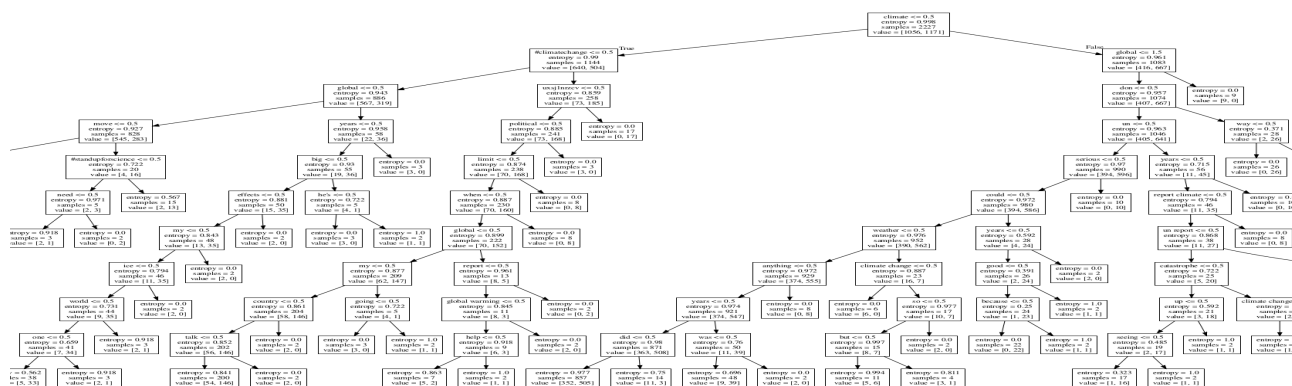 climate <= 0.5
entropy = 0.998
samples = 2227
value = [1056, 1171]
True
False
#climatechange <= 0.5
entropy = 0.99
samples = 1144
value = [640, 504]
global <= 1.5
entropy = 0.961
samples = 1083
value = [416, 667]
global <= 0.5
entropy = 0.943
samples = 886
value = [567, 319]
entropy = 0.859
samples = 258
value = [73, 185]
don <= 0.5
entropy = 0.957
samples = 1074
value = [407, 667]
entropy = 0.0
samples = 9
value = [9, 0]
move <= 0.5
entropy = 0.927
samples = 828
value = [545, 283]
years <= 0.5
entropy = 0.958
samples = 58
value = [22, 36]
political <= 0.5
entropy = 0.885
samples = 241
value = [73, 168]
entropy = 0.0
samples = 17
value = [0, 17]
un <= 0.5
entropy = 0.963
samples = 1046
value = [405, 641]
way <= 0.5
entropy = 0.371
samples = 28
value = [2, 26]
#standupforscience <= 0.5
entropy = 0.722
samples = 20
value = [4, 16]
big <= 0.5
entropy = 0.93
samples = 55
value = [19, 36]
entropy = 0.0
samples = 3
value = [3, 0]
limit <= 0.5
entropy = 0.874
samples = 238
value = [70, 168]
entropy = 0.0
samples = 3
value = [3, 0]
serious <= 0.5
entropy = 0.97
samples = 990
value = [394, 596]
years <= 0.5
entropy = 0.715
samples = 56
value = [11, 45]
entropy = 0.0
samples = 26
value = [0, 26]
need <= 0.5
entropy = 0.971
samples = 5
value = [2, 3]
entropy = 0.567
samples = 15
value = [2, 13]
effects <= 0.5
entropy = 0.881
samples = 50
value = [15, 35]
he's <= 0.5
entropy = 0.722
samples = 5
value = [4, 1]
when <= 0.5
entropy = 0.887
samples = 230
value = [70, 160]
entropy = 0.0
samples = 8
value = [0, 8]
could <= 0.5
entropy = 0.972
samples = 980
value = [394, 586]
entropy = 0.0
samples = 10
value = [0, 10]
report climate <= 0.5
entropy = 0.794
samples = 46
value = [11, 35]
entropy = 0.918
samples = 3
value = [2, 1]
entropy = 0.0
samples = 2
value = [0, 2]
my <= 0.5
entropy = 0.843
samples = 48
value = [13, 35]
entropy = 0.0
samples = 2
value = [2, 0]
entropy = 0.0
samples = 3
value = [3, 0]
entropy = 1.0
samples = 2
value = [1, 1]
global <= 0.5
entropy = 0.899
samples = 222
value = [70, 152]
entropy = 0.0
samples = 8
value = [0, 8]
weather <= 0.5
entropy = 0.976
samples = 952
value = [390, 562]
years <= 0.5
entropy = 0.592
samples = 28
value = [4, 24]
un report <= 0.5
entropy = 0.868
samples = 38
value = [11, 27]
entropy = 0.0
samples = 8
value = [0, 8]
entropy = 0.794
samples = 46
value = [11, 35]
entropy = 0.0
samples = 2
value = [2, 0]
my <= 0.5
entropy = 0.877
samples = 209
value = [62, 147]
report <= 0.5
entropy = 0.961
samples = 13
value = [8, 5]
anything <= 0.5
entropy = 0.972
samples = 929
value = [374, 555]
climate change <= 0.5
entropy = 0.887
samples = 23
value = [16, 7]
good <= 0.5
entropy = 0.391
samples = 26
value = [2, 24]
entropy = 0.0
samples = 2
value = [2, 0]
catastrophe <= 0.5
entropy = 0.722
samples = 25
value = [5, 20]
world <= 0.5
entropy = 0.731
samples = 44
value = [9, 35]
entropy = 0.0
samples = 2
value = [2, 0]
country <= 0.5
entropy = 0.861
samples = 204
value = [58, 146]
going <= 0.5
entropy = 0.722
samples = 5
value = [4, 1]
global warming <= 0.5
entropy = 0.845
samples = 11
value = [8, 3]
entropy = 0.0
samples = 2
value = [0, 2]
years <= 0.5
entropy = 0.974
samples = 921
value = [374, 547]
entropy = 0.0
samples = 8
value = [0, 8]
entropy = 0.0
samples = 6
value = [6, 0]
so <= 0.5
entropy = 0.977
samples = 17
value = [10, 7]
because <= 0.5
entropy = 0.25
samples = 24
value = [1, 23]
entropy = 1.0
samples = 2
value = [1, 1]
up <= 0.5
entropy = 0.592
samples = 21
value = [3, 18]
climate change
one <= 0.5
entropy = 0.659
samples = 41
value = [7, 34]
entropy = 0.918
samples = 3
value = [2, 1]
talk <= 0.5
entropy = 0.852
samples = 202
value = [56, 146]
entropy = 0.0
samples = 2
value = [2, 0]
entropy = 0.0
samples = 3
value = [3, 0]
entropy = 1.0
samples = 2
value = [1, 1]
help <= 0.5
entropy = 0.918
samples = 9
value = [6, 3]
entropy = 0.0
samples = 2
value = [2, 0]
did <= 0.5
entropy = 0.98
samples = 871
value = [363, 508]
was <= 0.5
entropy = 0.76
samples = 50
value = [11, 39]
but <= 0.5
entropy = 0.997
samples = 15
value = [8, 7]
entropy = 0.0
samples = 2
value = [2, 0]
entropy = 0.0
samples = 22
value = [0, 22]
entropy = 1.0
samples = 2
value = [1, 1]
seeing <= 0.5
entropy = 0.485
samples = 19
value = [2, 17]
entropy = 1.0
samples = 2
value = [1, 1]
= 0.562
= 38
= [5, 33]
entropy = 0.918
samples = 3
value = [2, 1]
entropy = 0.841
samples = 200
value = [54, 146]
entropy = 0.0
samples = 2
value = [2, 0]
entropy = 0.863
samples = 7
value = [5, 2]
entropy = 1.0
samples = 2
value = [1, 1]
entropy = 0.977
samples = 857
value = [352, 505]
entropy = 0.75
samples = 14
value = [11, 3]
entropy = 0.696
samples = 48
value = [9, 39]
entropy = 0.0
samples = 2
value = [2, 0]
entropy = 0.994
samples = 11
value = [5, 6]
entropy = 0.811
samples = 4
value = [3, 1]
entropy = 0.323
samples = 17
value = [1, 16]
entropy = 1.0
samples = 2
value = [1, 1]